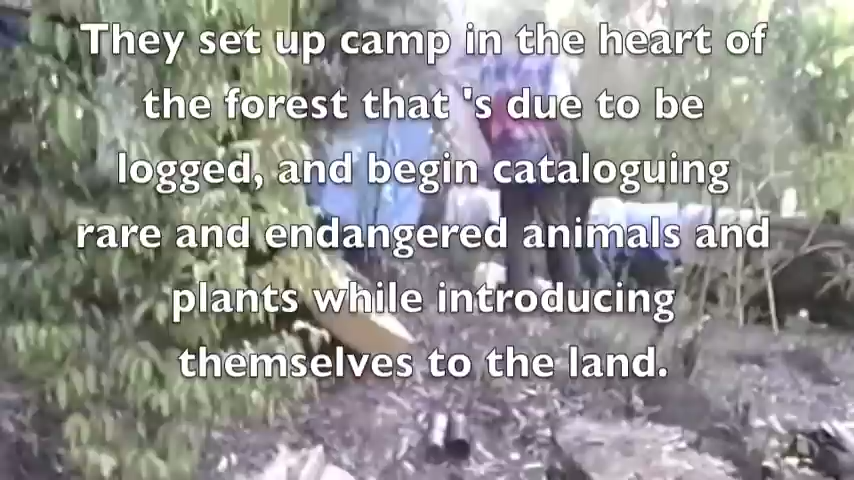 They set up camp in the heart of
the forest that 's due to be
logged, and begin cataloguing
rare and endangered animals and
plants while introducing
themselves to the land.